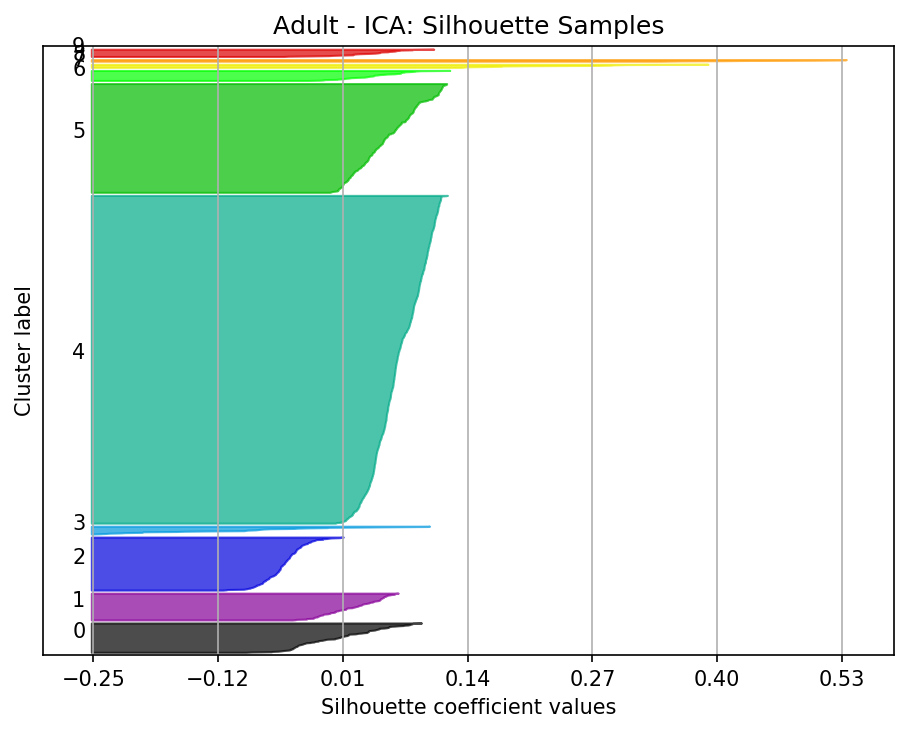 Adult - ICA: Silhouette Samples
9
6
5
4
3
2
1
0
Cluster label
−0.25 −0.12 0.01 0.14 0.27 0.40 0.53
Silhouette coefficient values